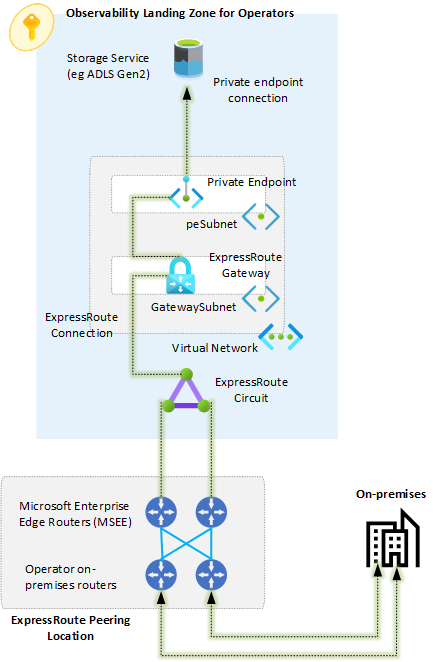 Observability Landing Zone for Operators
Storage Service
(eg ADLS Gen2)
Private endpoint
connection
Private Endpoint
peSubnet
ExpressRoute
Gateway
GatewaySubnet
ExpressRoute
Connection
Virtual Network
ExpressRoute
Circuit
Microsoft Enterprise
Edge Routers (MSEE)
On-premises
Operator on-
premises routers
ExpressRoute Peering
Location